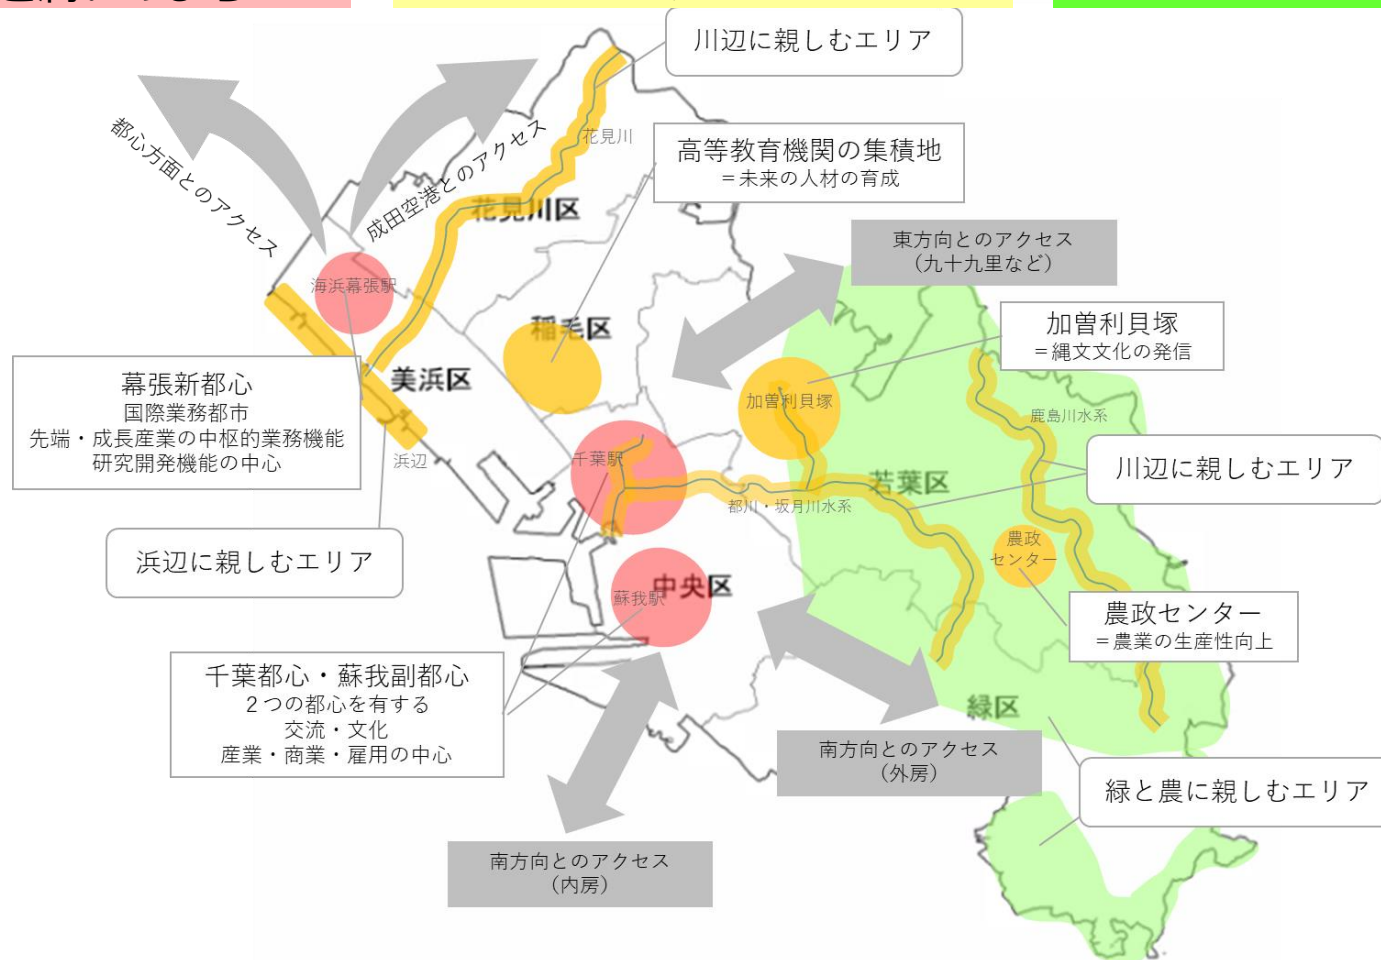 川辺に親しむエリア
花見川
高等教育機関の集積地
＝未来の人材の育成
都心方面とのアクセス
成田空港とのアクセス
花見川区
東方向とのアクセス
（九十九里など）
海浜幕張駅
稲毛区
加曽利貝塚
＝縄文文化の発信
幕張新都心
国際業務都市
先端・成長産業の中枢的業務機能
研究開発機能の中心
美浜区
加曽利貝塚
鹿島川水系
浜辺
千葉駅
川辺に親しむエリア
若葉区
都川・坂月川水系
浜辺に親しむエリア
農政
センター
中央区
蘇我駅
農政センター
＝農業の生産性向上
千葉都心・蘇我副都心
２つの都心を有する
交流・文化
産業・商業・雇用の中心
緑区
南方向とのアクセス
（外房）
緑と農に親しむエリア
南方向とのアクセス
（内房）